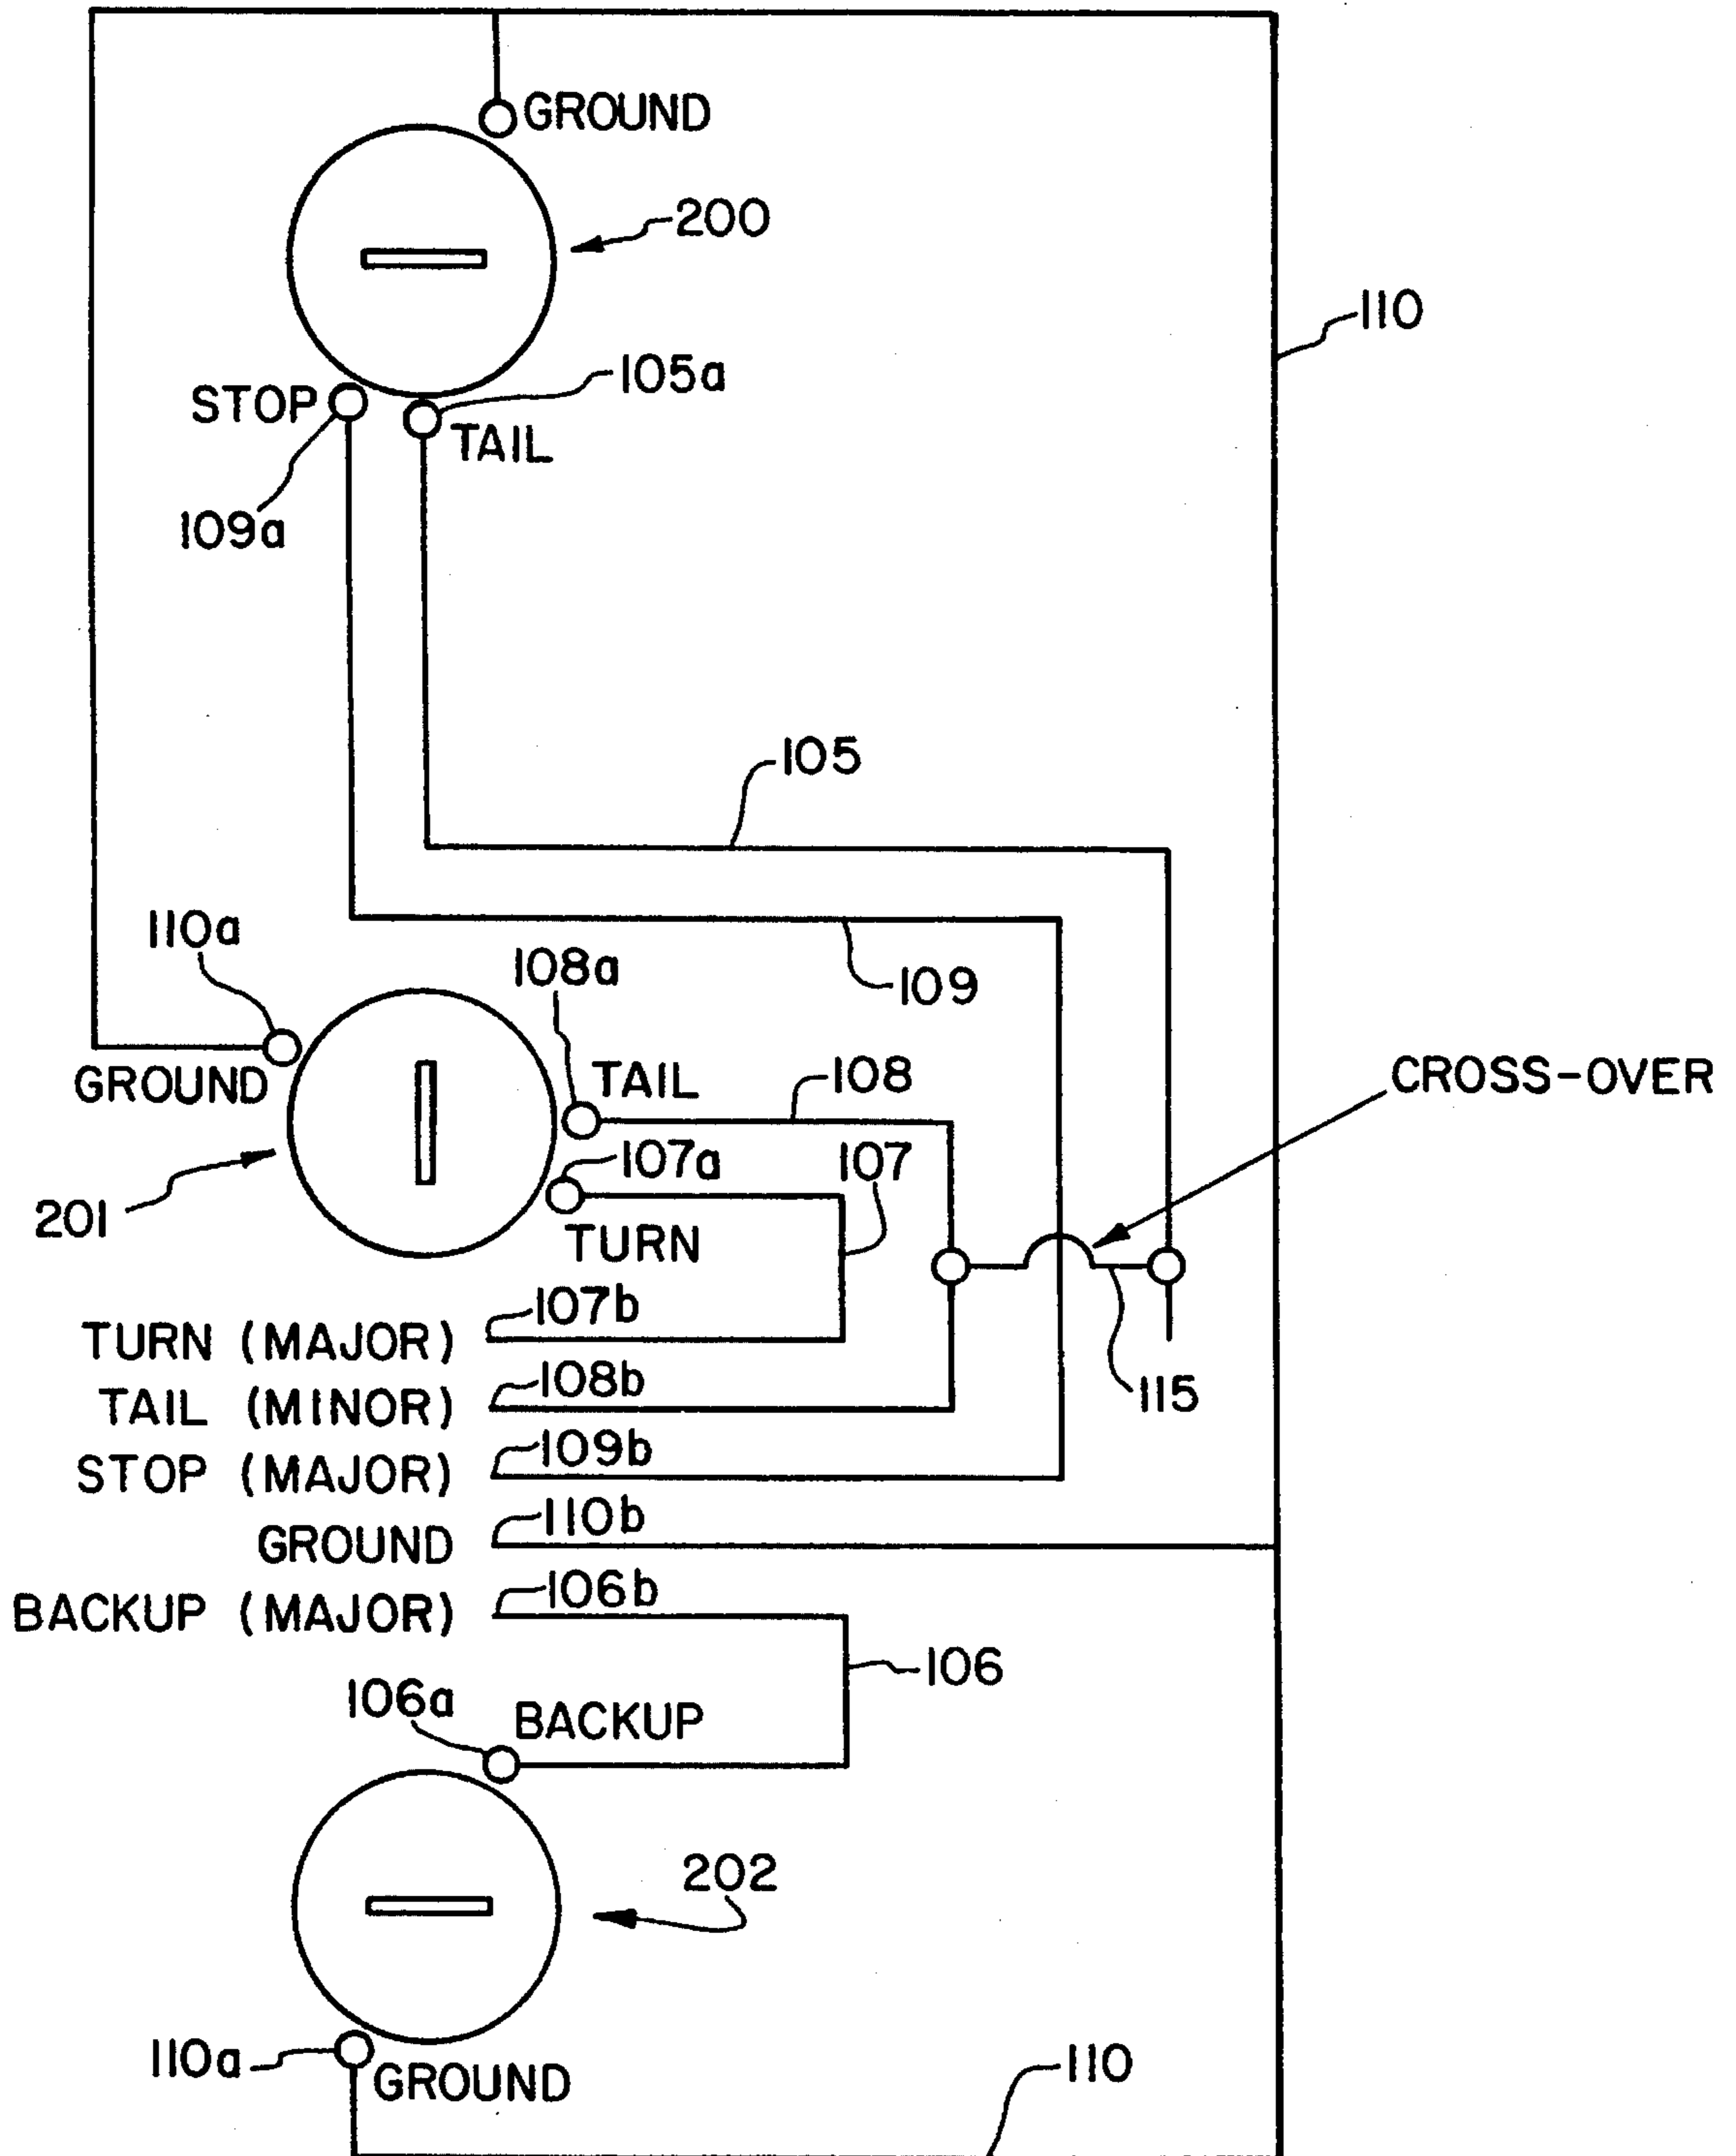 GROUND
200
110
105a
STOP
TAIL
109a
105
110a
109
108a
TAIL
108
CROSS-OVER
GROUND
107a
107
201
TURN
107b
TURN (MAJOR)
115
108b
TAIL (MINOR)
109b
STOP (MAJOR)
110b
GROUND
106b
BACKUP (MAJOR)
106
106a
BACKUP
202
110a
GROUND
110